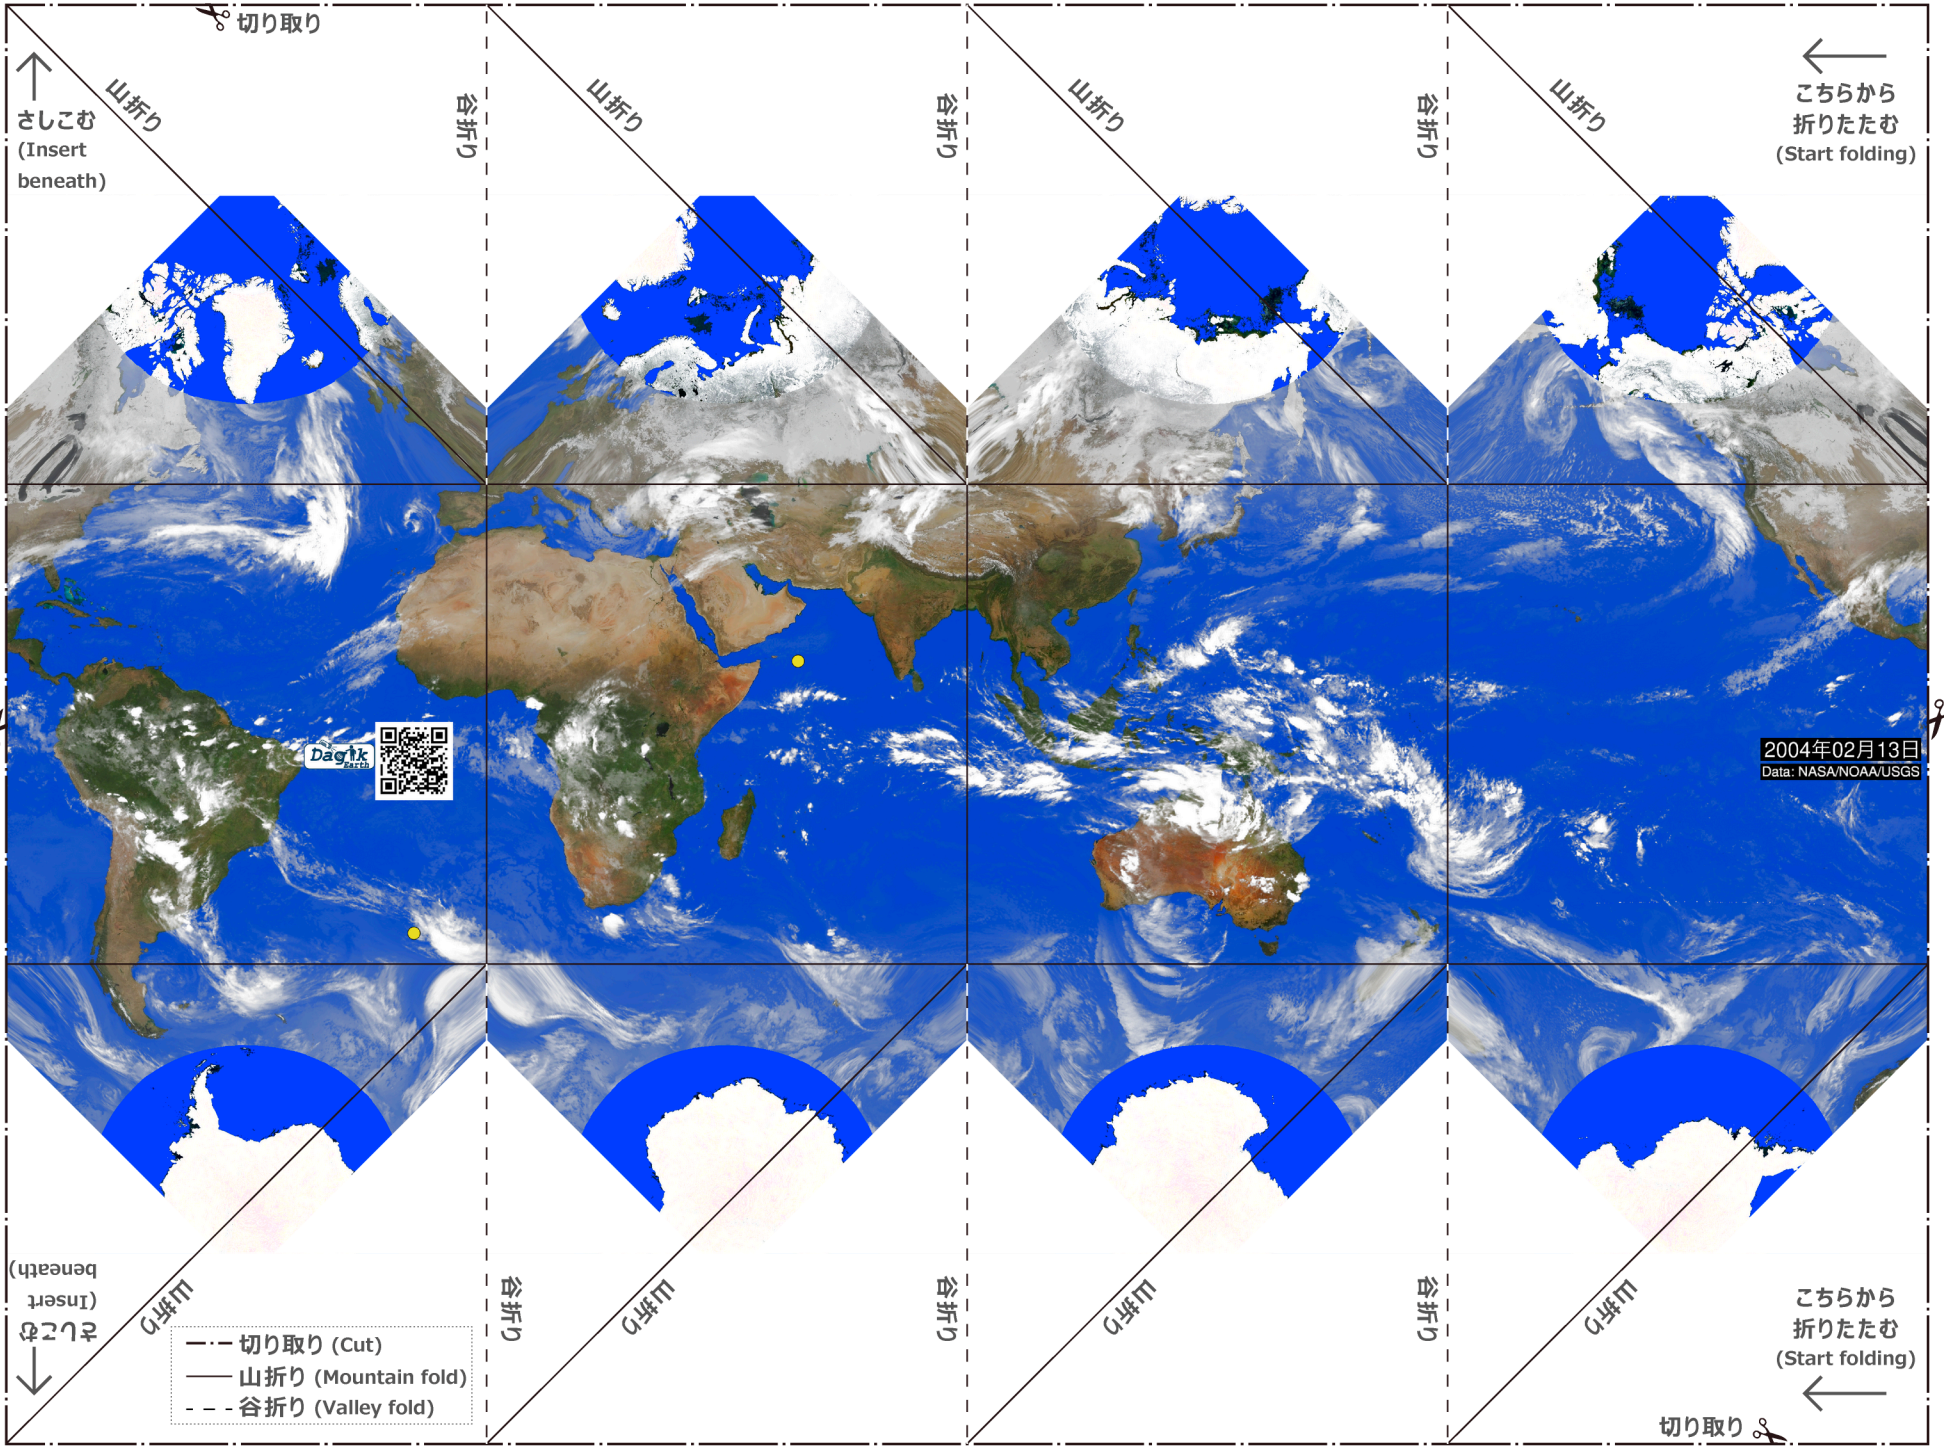 切り取り
山折り
谷折り
山折り
谷折り
山折り
谷折り
山折り
さしこむ
(Insert
beneath)
こちらから
折りたたむ
(Start folding)
Dagik
Earth
2004年02月13日
Data: NASA/NOAA/USGS
さしこむ
(Insert
beneath)
山折り
谷折り
山折り
谷折り
山折り
谷折り
山折り
こちらから
折りたたむ
(Start folding)
切り取り (Cut)
山折り (Mountain fold)
谷折り (Valley fold)
切り取り